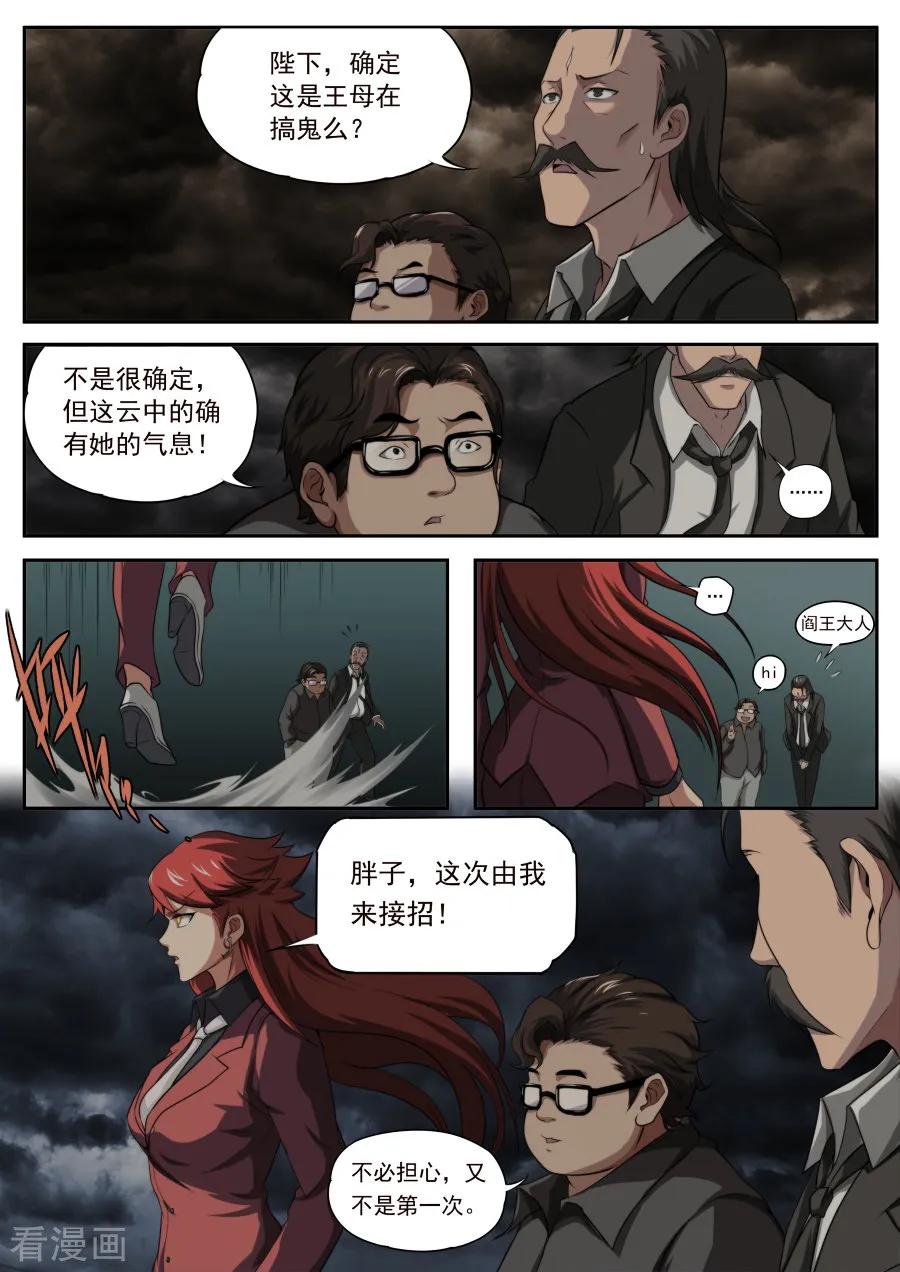 陛下，确定
这是王母在
搞鬼么？
不是很确定，
但这云中的确
有她的气息！
……
...
阎王大人
hi
胖子，这次由我
来接招！
不必担心，又
不是第一次。
看漫画